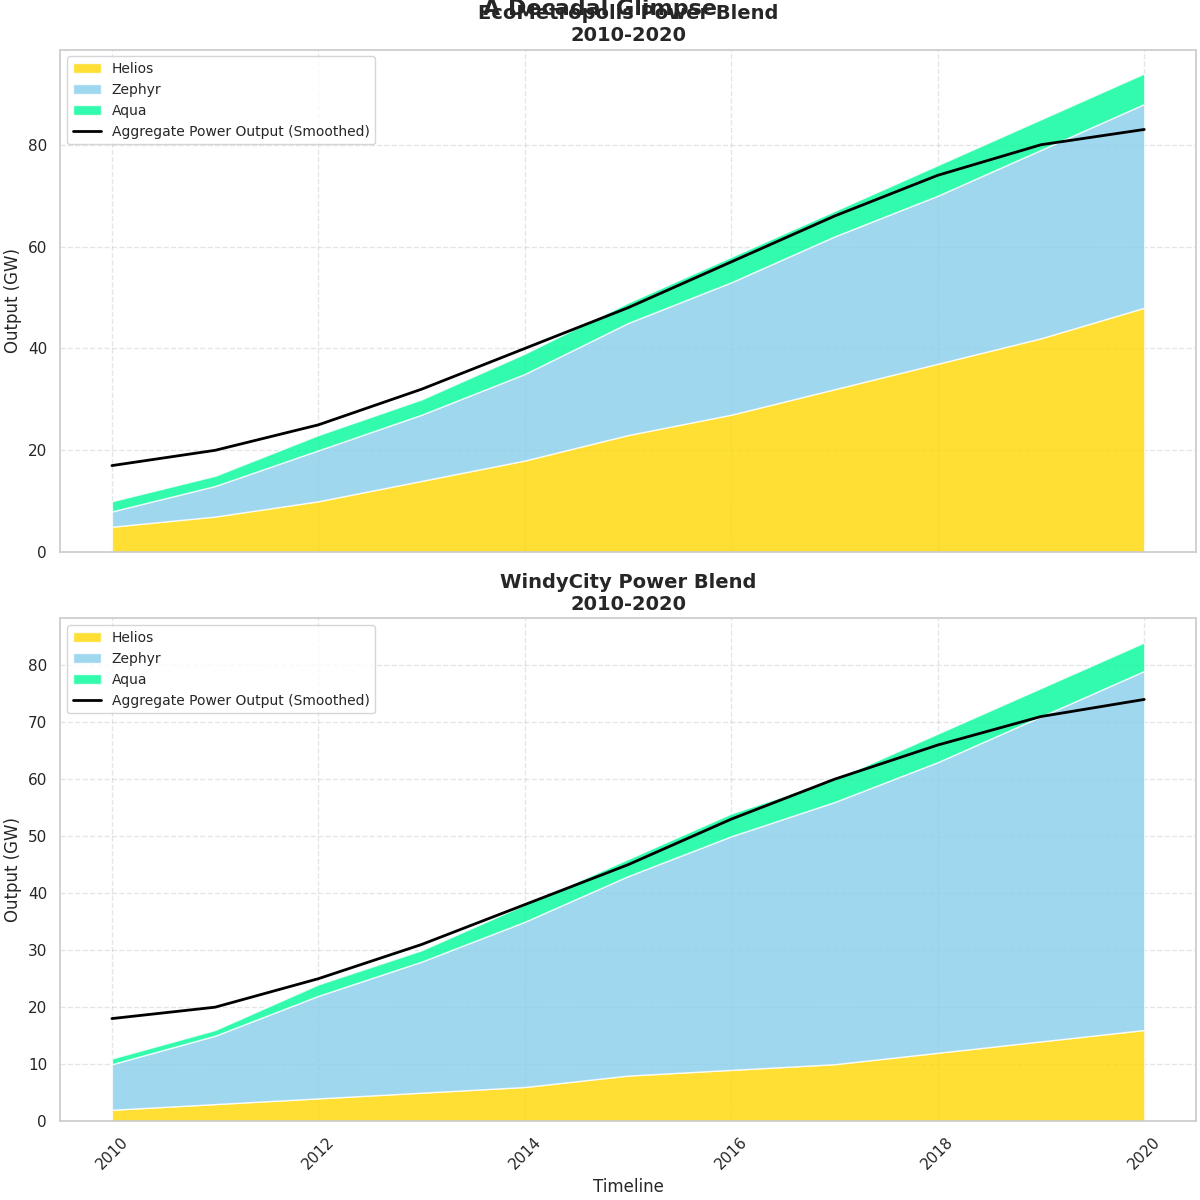 A Decadal Glimpse
EcoMetropolis Power Blend
2010-2020
Helios
Zephyr
Aqua
Aggregate Power Output (Smoothed)
Output (GW)
80
60
40
20
0
WindyCity Power Blend
2010-2020
Helios
Zephyr
Aqua
Aggregate Power Output (Smoothed)
Output (GW)
80
70
60
50
40
30
20
10
0
2010
2012
2014
2016
2018
2020
Timeline